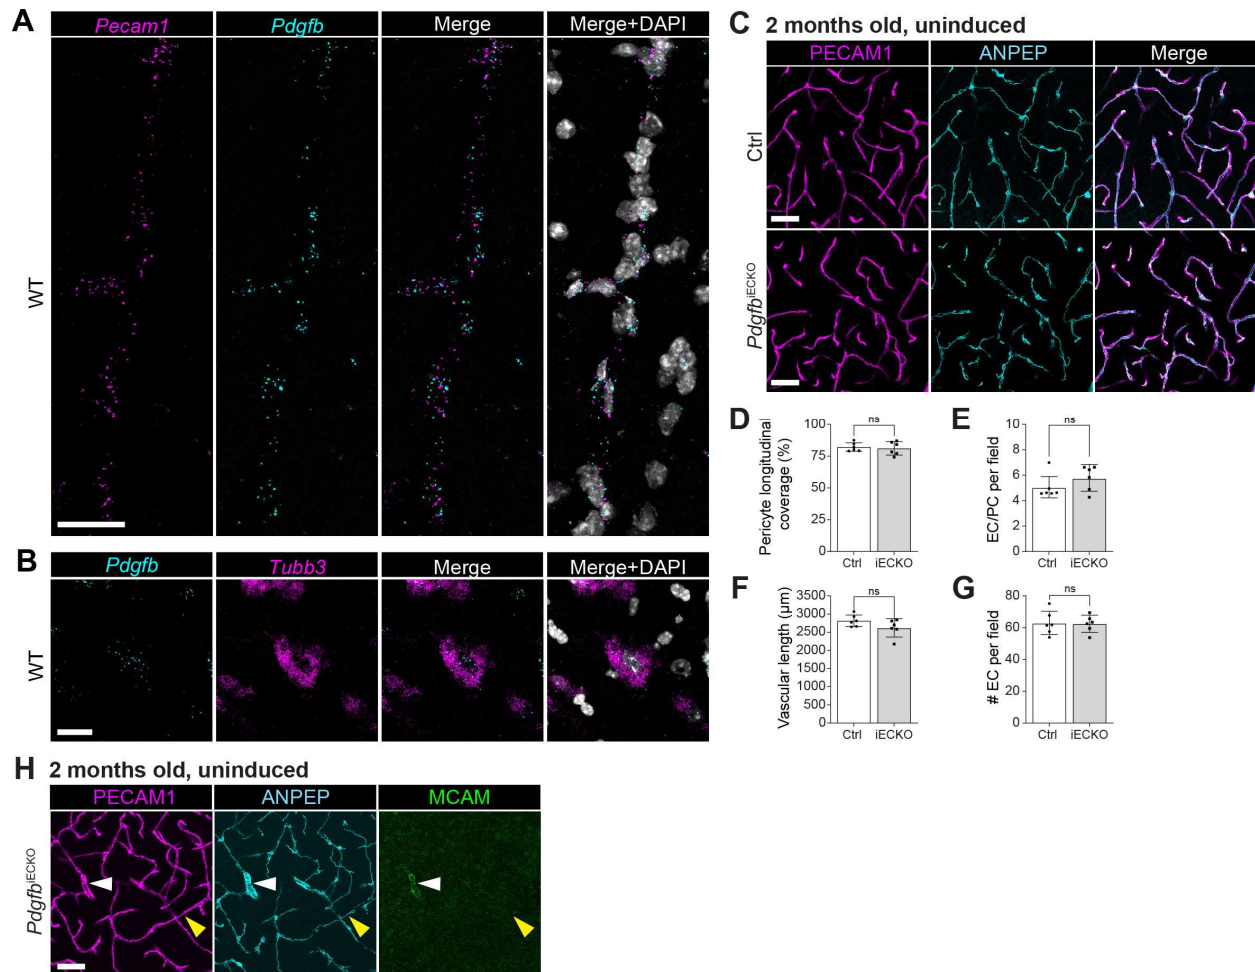 A
Pecam1 Pdgfb Merge Merge+DAPI
WT
B
Pdgfb Tubb3 Merge Merge+DAPI
WT
C 2 months old, uninduced
PECAM1 ANPEP Merge
Ctrl
PdgfbiECKO
D
Pericyte longitudinal
coverage (%)
100
75
50
25
0
ns
Ctrl iECKO
E
EC/PC per field
10
8
6
4
2
0
ns
Ctrl iECKO
F
Vascular length (µm)
3500
3000
2500
2000
1500
1000
500
0
ns
Ctrl iECKO
G
# EC per field
80
60
40
20
0
ns
Ctrl iECKO
H 2 months old, uninduced
PECAM1 ANPEP MCAM
PdgfbiECKO